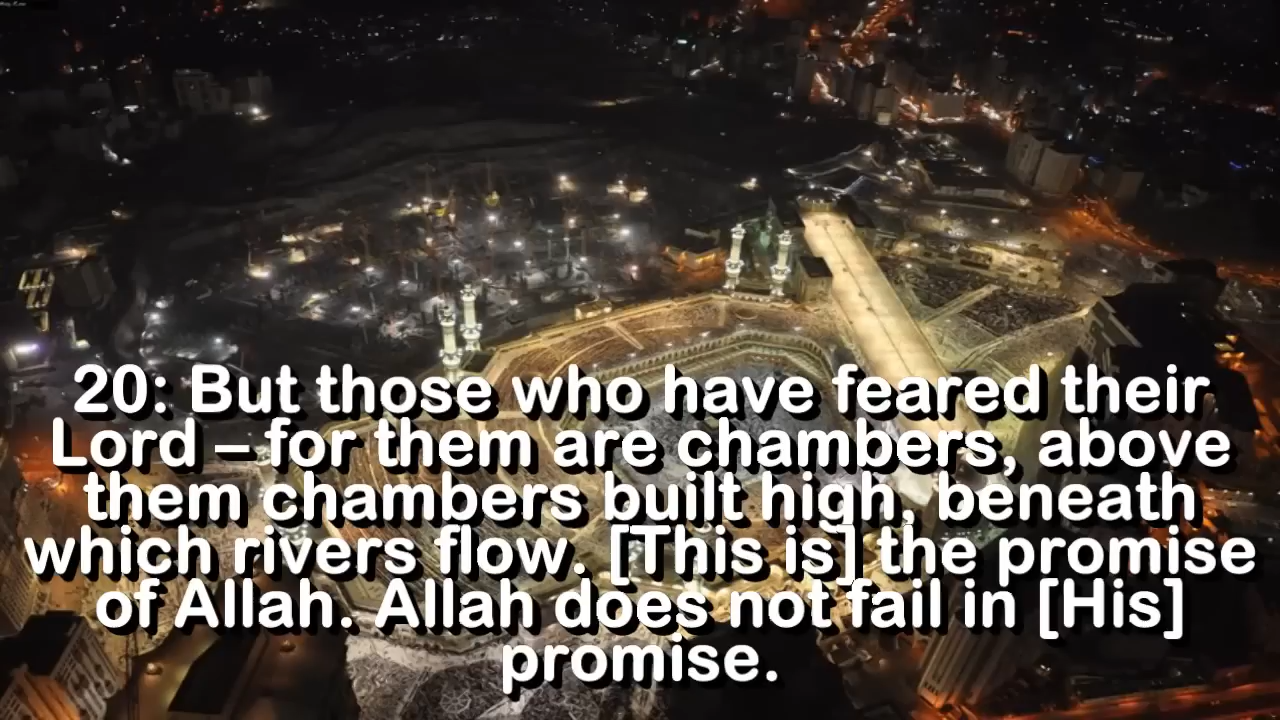 20: But those who have feared their
Lord – for them are chambers, above
them chambers built high, beneath
which rivers flow. [This is] the promise
of Allah. Allah does not fail in [His]
promise.